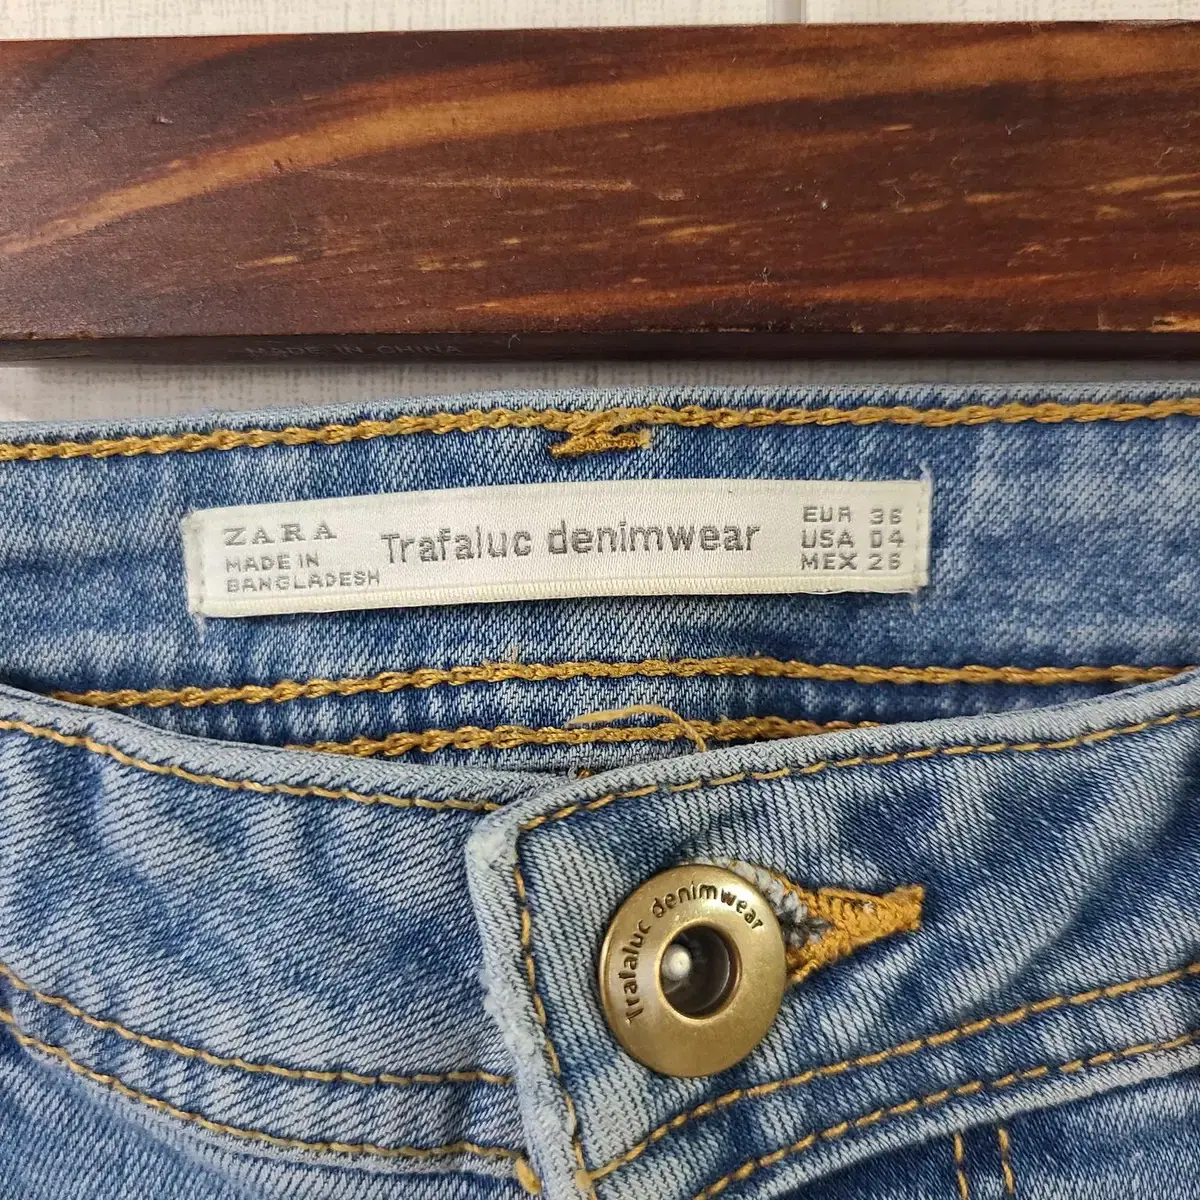 MADE IN CHINA
ZARA
MADE IN
BANGLADESH
Trafaluc denimwear
EUR 36
USA 04
MEX 26
Trafaluc denimwear